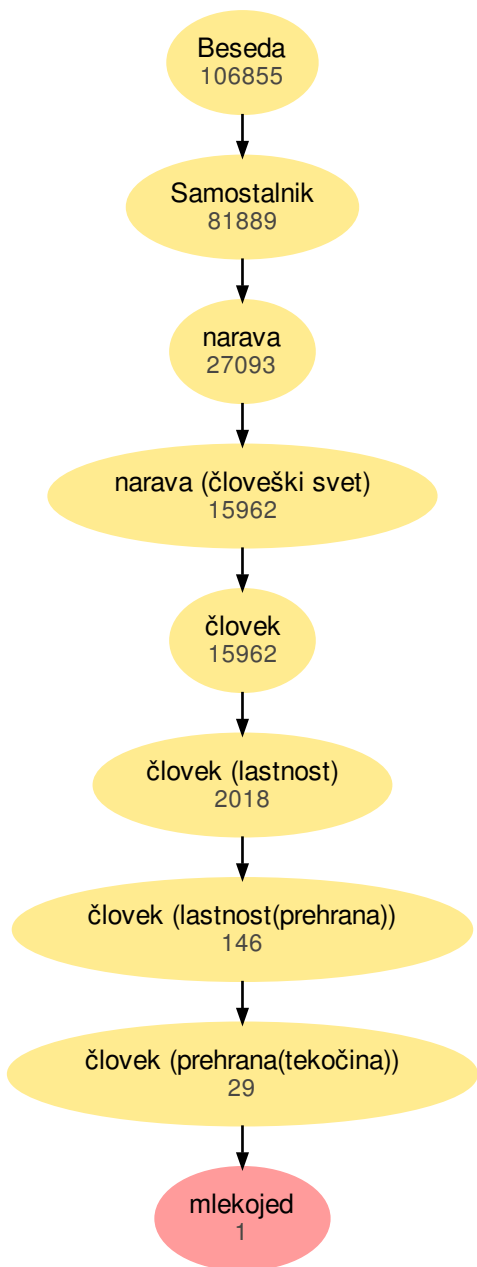 Beseda
106855
Samostalnik
81889
narava
27093
narava (človeški svet)
15962
človek
15962
človek (lastnost)
2018
človek (lastnost(prehrana))
146
človek (prehrana(tekočina))
29
mlekojed
1